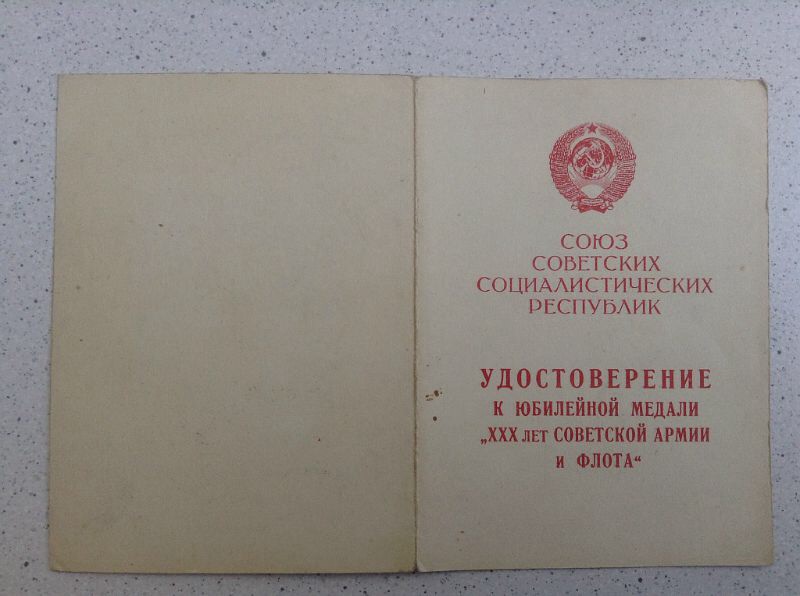 СОЮЗ
СОВЕТСКИХ
СОЦИАЛИСТИЧЕСКИХ
РЕСПУБЛИК
УДОСТОВЕРЕНИЕ
К ЮБИЛЕЙНОЙ МЕДАЛИ
„XXX ЛЕТ СОВЕТСКОЙ АРМИИ
И ФЛОТА“